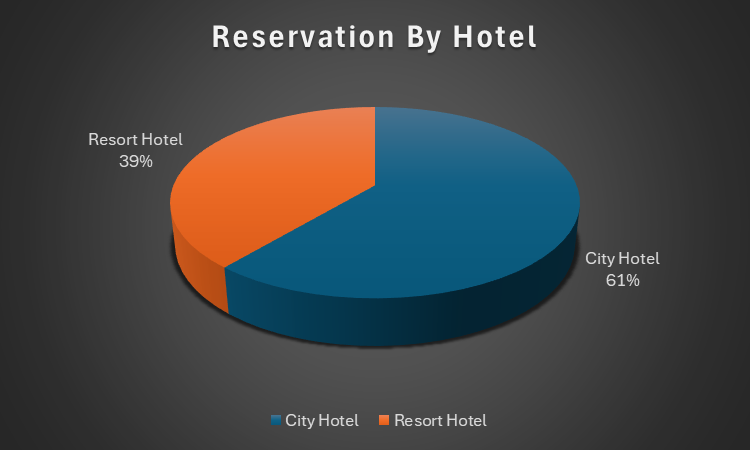 Reservation By Hotel
Resort Hotel
39%
City Hotel
61%
City Hotel
Resort Hotel